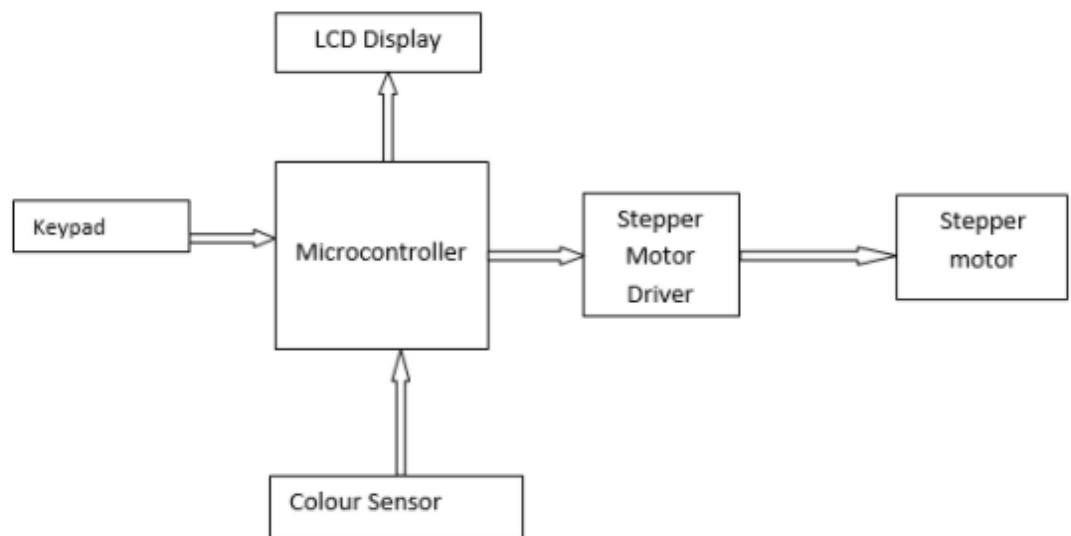 LCD Display
Keypad
Microcontroller
Stepper
Motor
Driver
Stepper
motor
Colour Sensor